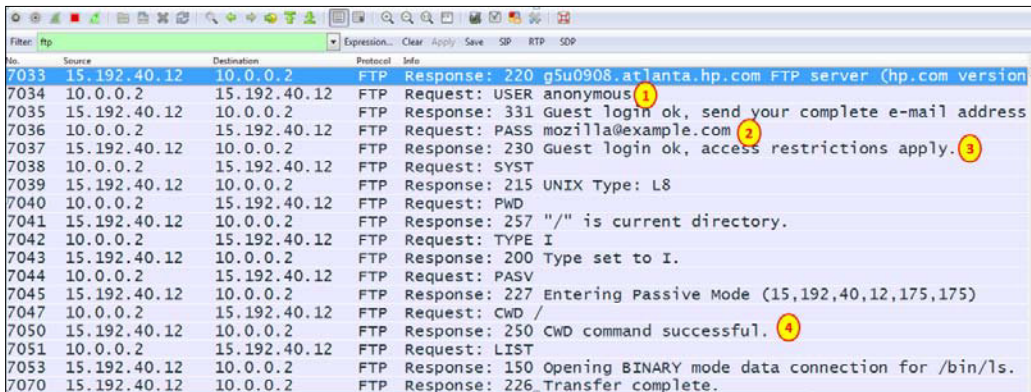 Filter: ftp Expression... Clear Apply Save SIP RTP SDP
No. Source Destination Protocol Info
7033 15.192.40.12 10.0.0.2 FTP Response: 220 g5u0908.atlanta.hp.com FTP server (hp.com version
7034 10.0.0.2 15.192.40.12 FTP Request: USER anonymous 1
7035 15.192.40.12 10.0.0.2 FTP Response: 331 Guest login ok, send your complete e-mail address
7036 10.0.0.2 15.192.40.12 FTP Request: PASS mozilla@example.com 2
7037 15.192.40.12 10.0.0.2 FTP Response: 230 Guest login ok, access restrictions apply. 3
7038 10.0.0.2 15.192.40.12 FTP Request: SYST
7039 15.192.40.12 10.0.0.2 FTP Response: 215 UNIX Type: L8
7040 10.0.0.2 15.192.40.12 FTP Request: PWD
7041 15.192.40.12 10.0.0.2 FTP Response: 257 "/" is current directory.
7042 10.0.0.2 15.192.40.12 FTP Request: TYPE I
7043 15.192.40.12 10.0.0.2 FTP Response: 200 Type set to I.
7044 10.0.0.2 15.192.40.12 FTP Request: PASV
7045 15.192.40.12 10.0.0.2 FTP Response: 227 Entering Passive Mode (15,192,40,12,175,175)
7047 10.0.0.2 15.192.40.12 FTP Request: CWD /
7050 15.192.40.12 10.0.0.2 FTP Response: 250 CWD command successful. 4
7051 10.0.0.2 15.192.40.12 FTP Request: LIST
7053 15.192.40.12 10.0.0.2 FTP Response: 150 Opening BINARY mode data connection for /bin/ls.
7070 15.192.40.12 10.0.0.2 FTP Response: 226 Transfer complete.